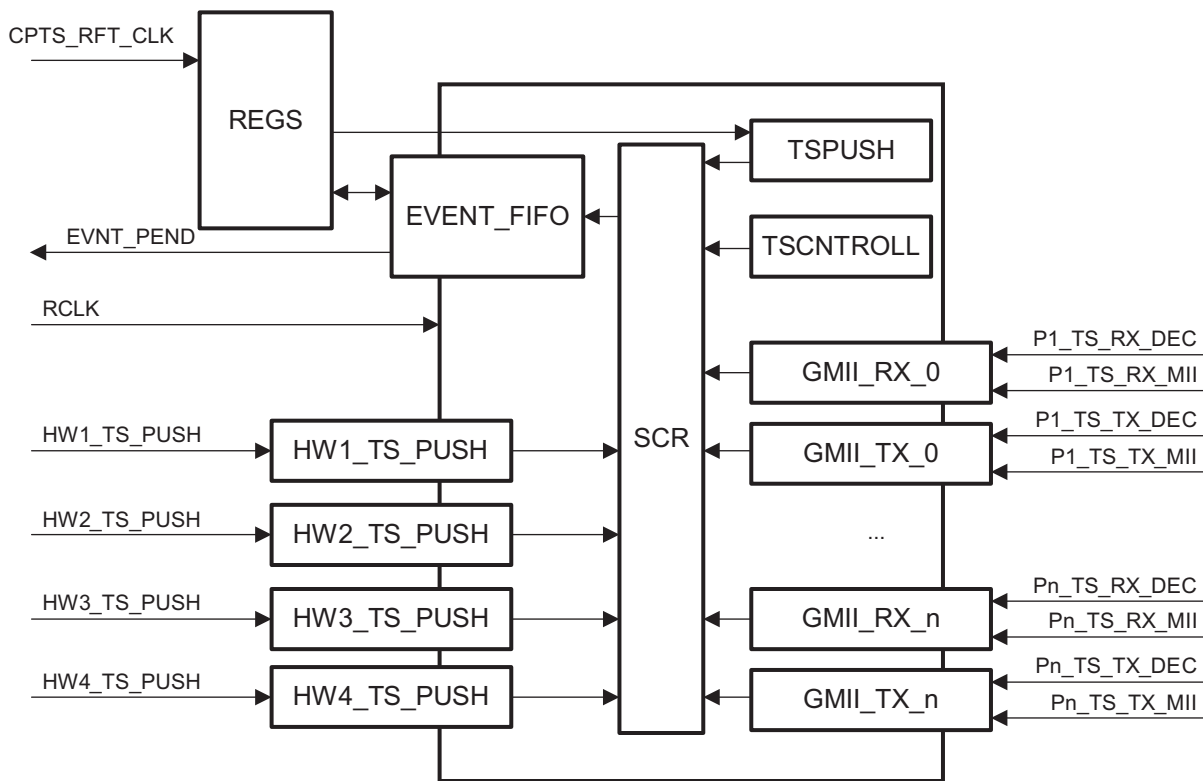 CPTS_RFT_CLK
REGS
TSPUSH
EVENT_FIFO
EVNT_PEND
TSCNTROLL
RCLK
P1_TS_RX_DEC
GMII_RX_0
P1_TS_RX_MII
HW1_TS_PUSH
HW1_TS_PUSH
SCR
P1_TS_TX_DEC
GMII_TX_0
P1_TS_TX_MII
HW2_TS_PUSH
HW2_TS_PUSH
...
HW3_TS_PUSH
HW3_TS_PUSH
Pn_TS_RX_DEC
GMII_RX_n
Pn_TS_RX_MII
HW4_TS_PUSH
HW4_TS_PUSH
Pn_TS_TX_DEC
GMII_TX_n
Pn_TS_TX_MII